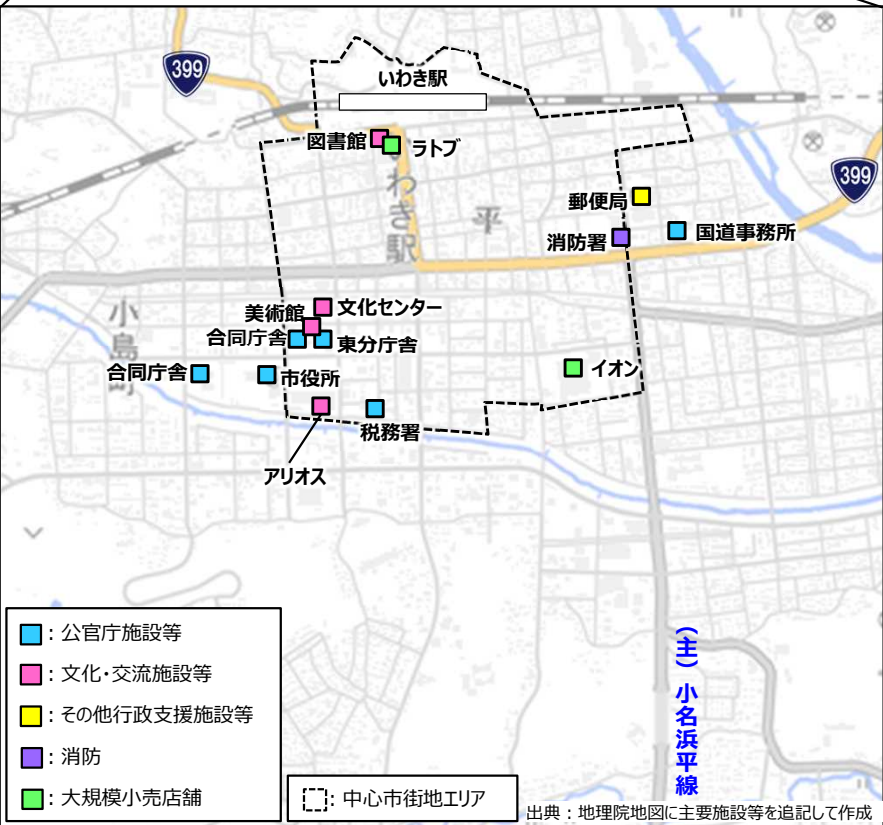 399
いわき駅
図書館
ラトブ
いわき駅
平
399
郵便局
消防署
国道事務所
小島町
美術館
文化センター
合同庁舎
東分庁舎
合同庁舎
市役所
イオン
税務署
アリオス
(主)小名浜平線
:公官庁施設等
:文化・交流施設等
:その他行政支援施設等
:消防
:大規模小売店舗
:中心市街地エリア
出典:地理院地図に主要施設等を追記して作成